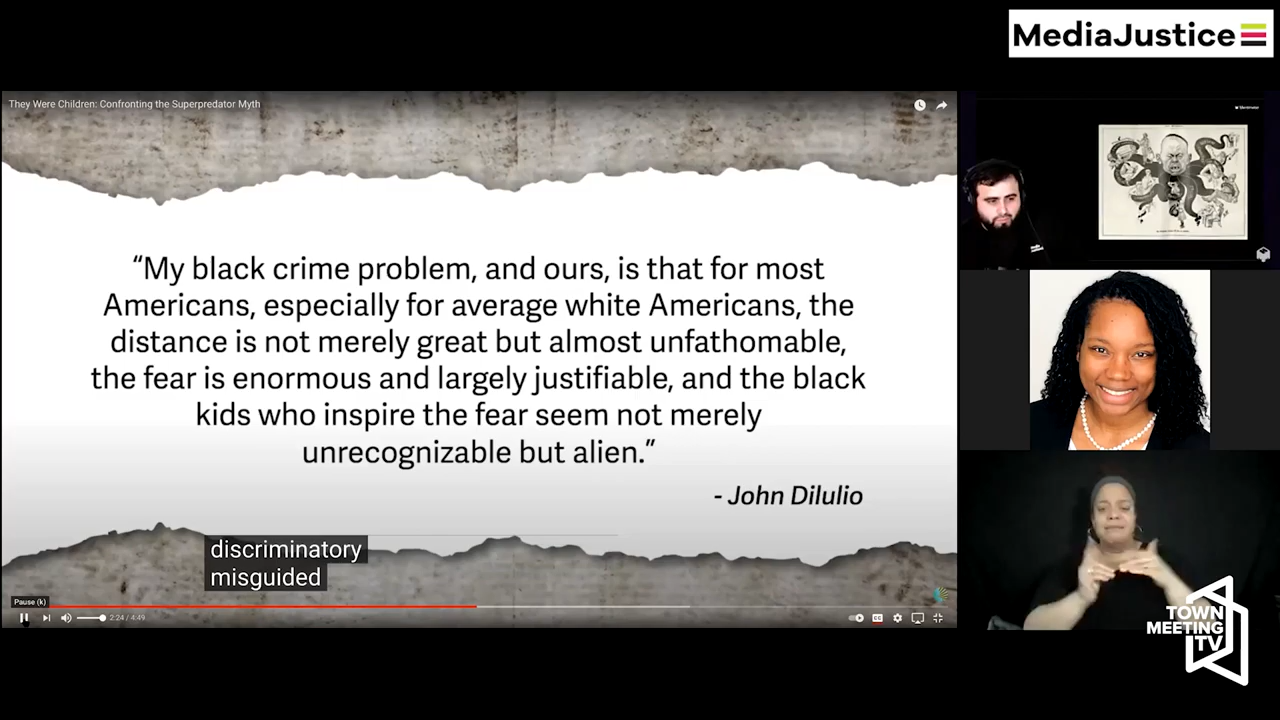 MediaJustice
They Were Children: Confronting the Superpredator Myth
“My black crime problem, and ours, is that for most
Americans, especially for average white Americans, the
distance is not merely great but almost unfathomable,
the fear is enormous and largely justifiable, and the black
kids who inspire the fear seem not merely
unrecognizable but alien.”
- John Dilulio
discriminatory
misguided
Pause (k)
2:24 / 4:49
TOWN
MEETING
TV